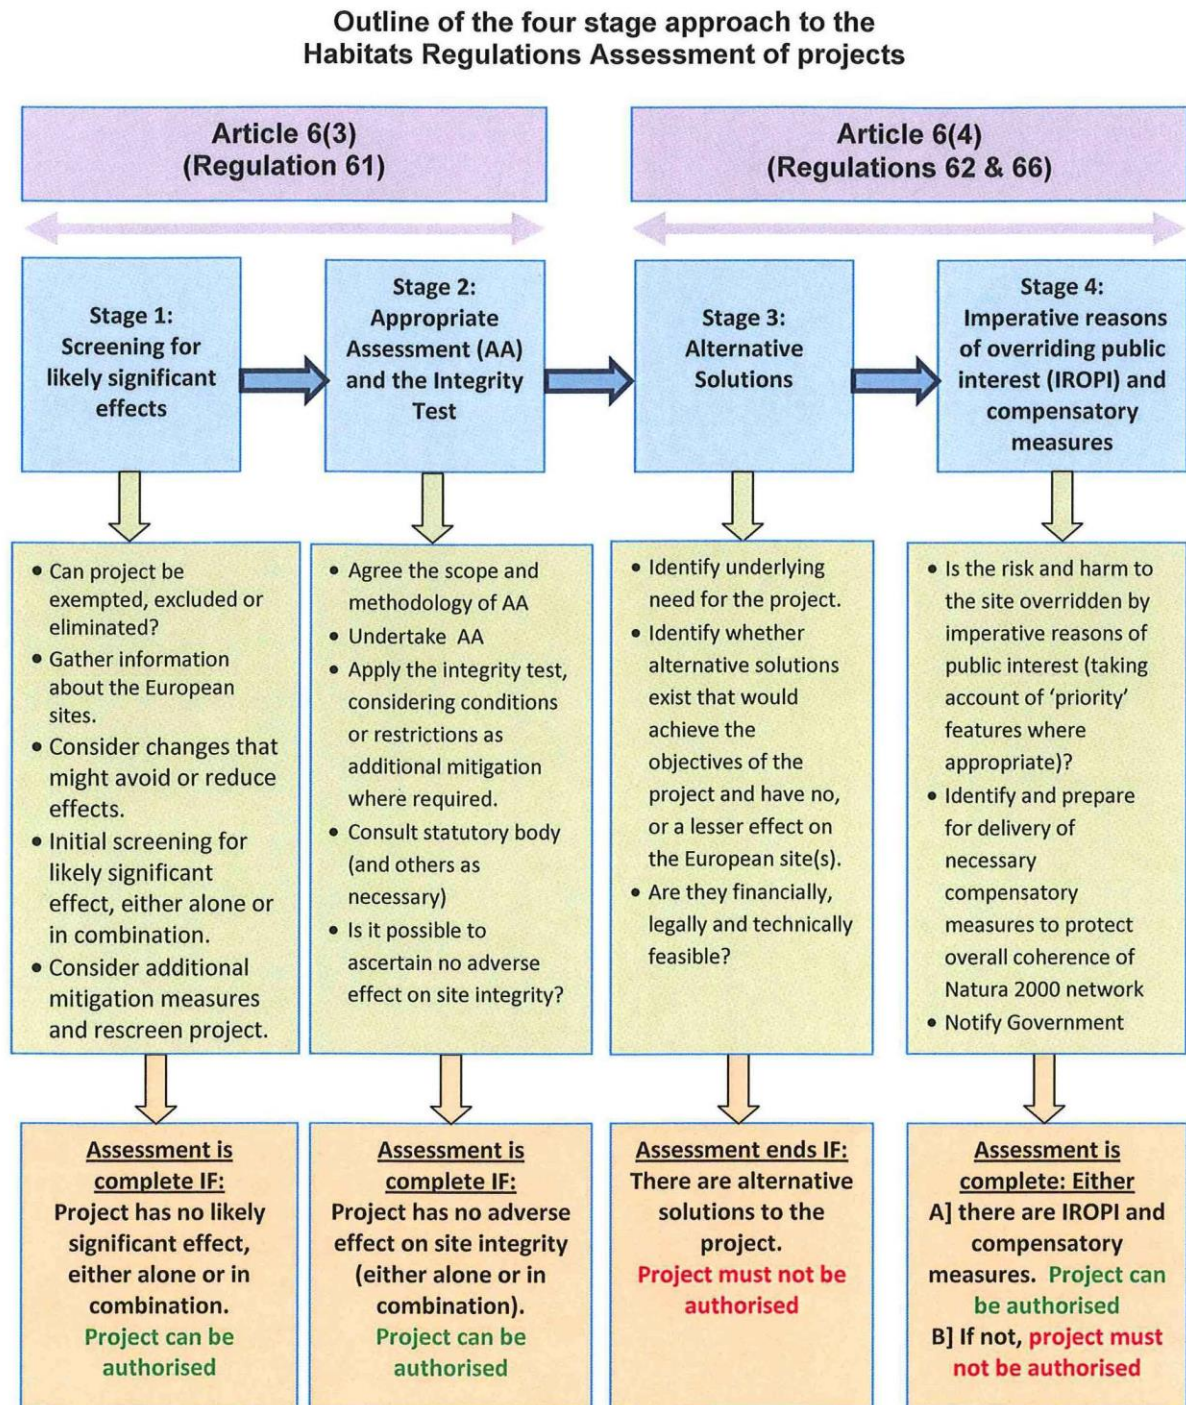 Outline of the four stage approach to the
Habitats Regulations Assessment of projects
Article 6(3)
(Regulation 61)
Article 6(4)
(Regulations 62 & 66)
Stage 1:
Screening for
likely significant
effects
Stage 2:
Appropriate
Assessment (AA)
and the Integrity
Test
Stage 3:
Alternative
Solutions
Stage 4:
Imperative reasons
of overriding public
interest (IROPI) and
compensatory
measures
• Can project be
exempted, excluded or
eliminated?
• Gather information
about the European
sites.
• Consider changes that
might avoid or reduce
effects.
• Initial screening for
likely significant
effect, either alone or
in combination.
• Consider additional
mitigation measures
and rescreen project.
• Agree the scope and
methodology of AA
• Undertake AA
• Apply the integrity test,
considering conditions
or restrictions as
additional mitigation
where required.
• Consult statutory body
(and others as
necessary)
• Is it possible to
ascertain no adverse
effect on site integrity?
• Identify underlying
need for the project.
• Identify whether
alternative solutions
exist that would
achieve the
objectives of the
project and have no,
or a lesser effect on
the European site(s).
• Are they financially,
legally and technically
feasible?
• Is the risk and harm to
the site overridden by
imperative reasons of
public interest (taking
account of ‘priority’
features where
appropriate)?
• Identify and prepare
for delivery of
necessary
compensatory
measures to protect
overall coherence of
Natura 2000 network
• Notify Government
Assessment is
complete IF:
Project has no likely
significant effect,
either alone or in
combination.
Project can be
authorised
Assessment is
complete IF:
Project has no adverse
effect on site integrity
(either alone or in
combination).
Project can be
authorised
Assessment ends IF:
There are alternative
solutions to the
project.
Project must not be
authorised
Assessment is
complete: Either
A] there are IROPI and
compensatory
measures. Project can
be authorised
B] If not, project must
not be authorised